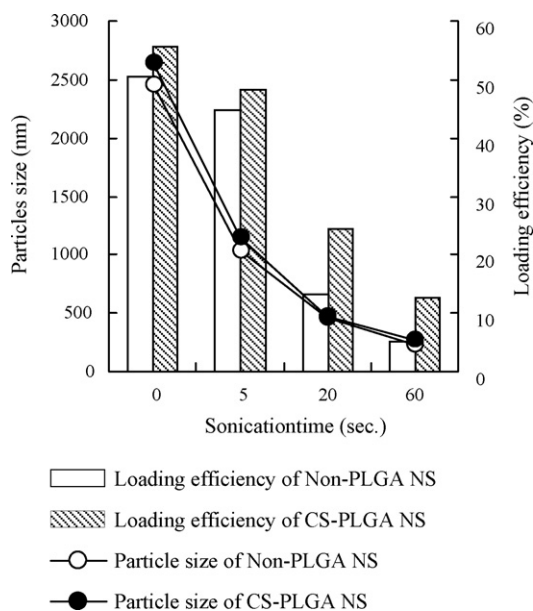 3000
2500
2000
1500
1000
500
0
Particles size (nm)
60
50
40
30
20
10
0
Loading efficiency (%)
0 5 20 60
Sonicationtime (sec.)
Loading efficiency of Non-PLGA NS
Loading efficiency of CS-PLGA NS
Particle size of Non-PLGA NS
Particle size of CS-PLGA NS